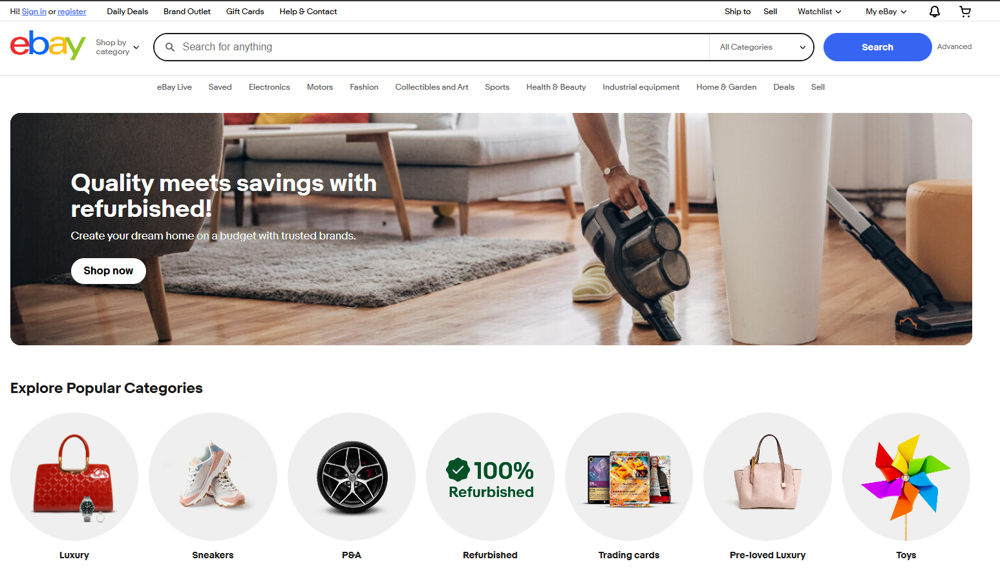 Hi! Sign in or register Daily Deals Brand Outlet Gift Cards Help & Contact Ship to Sell Watchlist My eBay
ebay
Shop by
category
Search for anything
All Categories
Search
Advanced
eBay Live Saved Electronics Motors Fashion Collectibles and Art Sports Health & Beauty Industrial equipment Home & Garden Deals Sell
Quality meets savings with
refurbished!
Create your dream home on a budget with trusted brands.
Shop now
Explore Popular Categories
100%
Refurbished
Luxury Sneakers P&A Refurbished Trading cards Pre-loved Luxury Toys